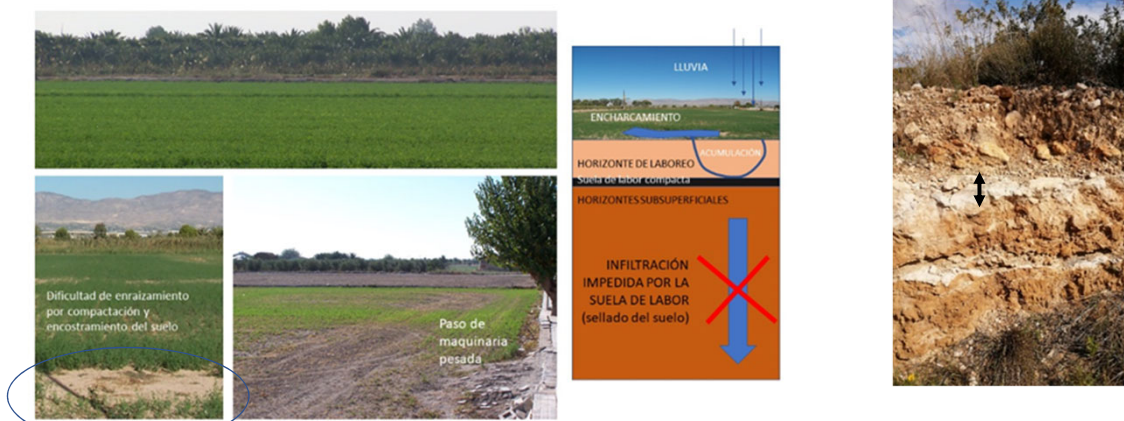 Dificultad de enraizamiento
por compactación y
encostramiento del suelo
Paso de
maquinaria
pesada
LLUVIA
ENCHARCAMIENTO
ACUMULACIÓN
HORIZONTE DE LABOREO
Suela de labor compacta
HORIZONTES SUBSUPERFICIALES
INFILTRACIÓN
IMPEDIDA POR LA
SUELA DE LABOR
(sellado del suelo)